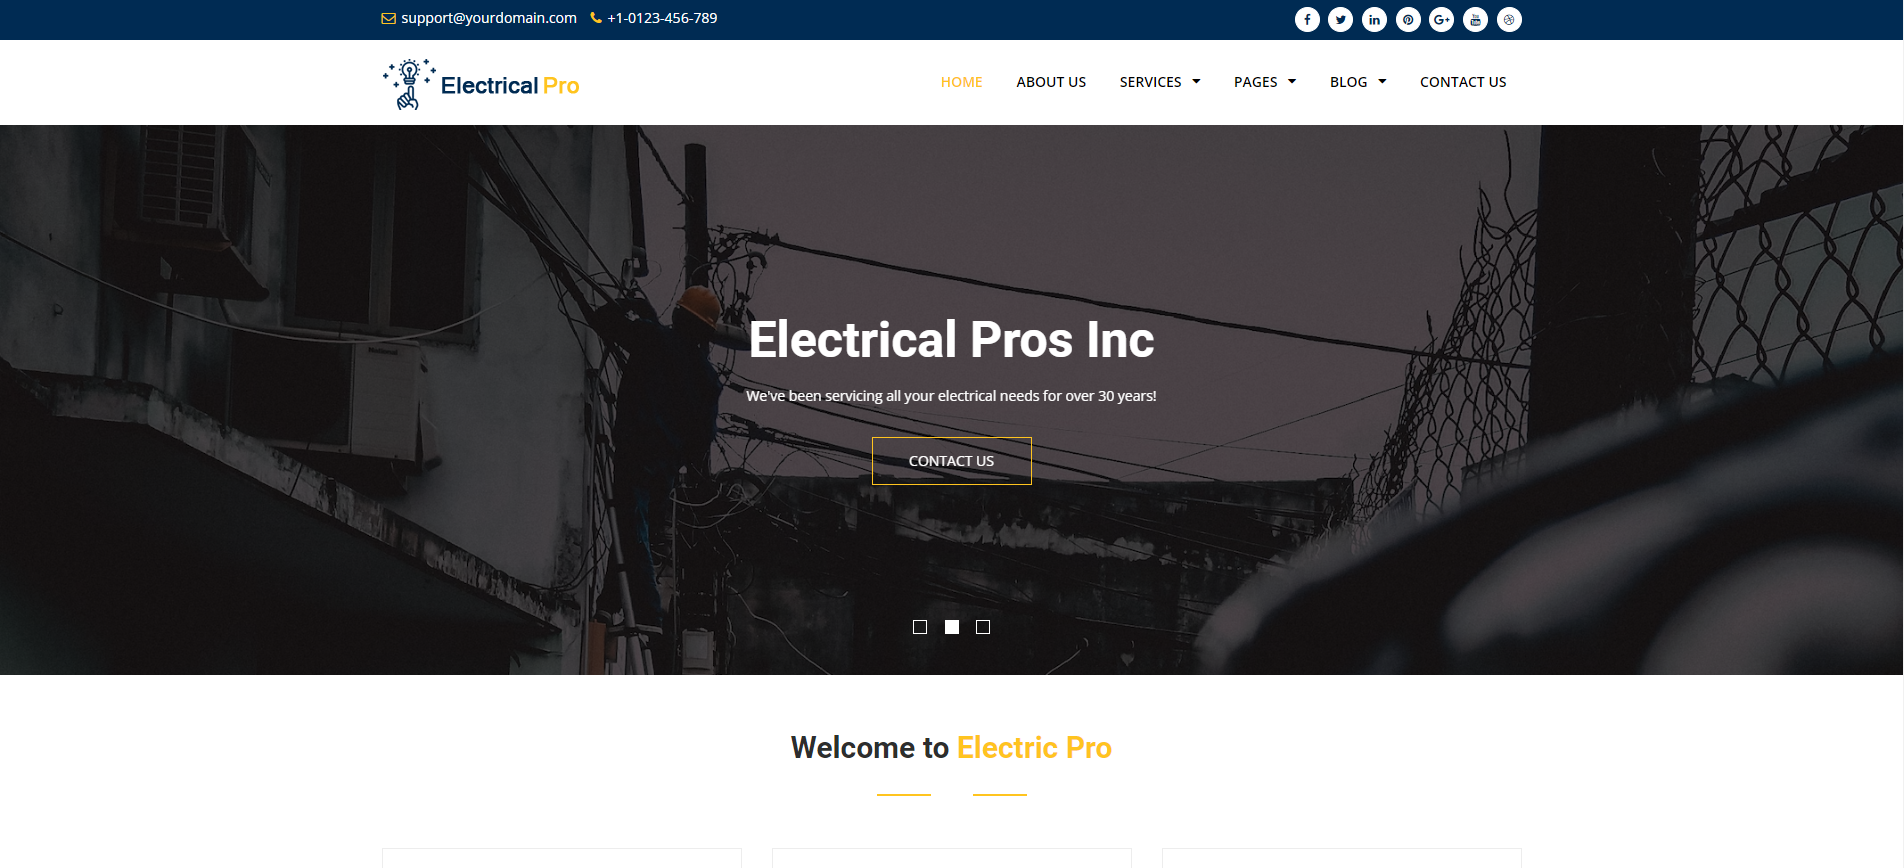 support@yourdomain.com +1-0123-456-789
Electrical Pro
HOME ABOUT US SERVICES PAGES BLOG CONTACT US
Electrical Pros Inc
We've been servicing all your electrical needs for over 30 years!
CONTACT US
Welcome to Electric Pro